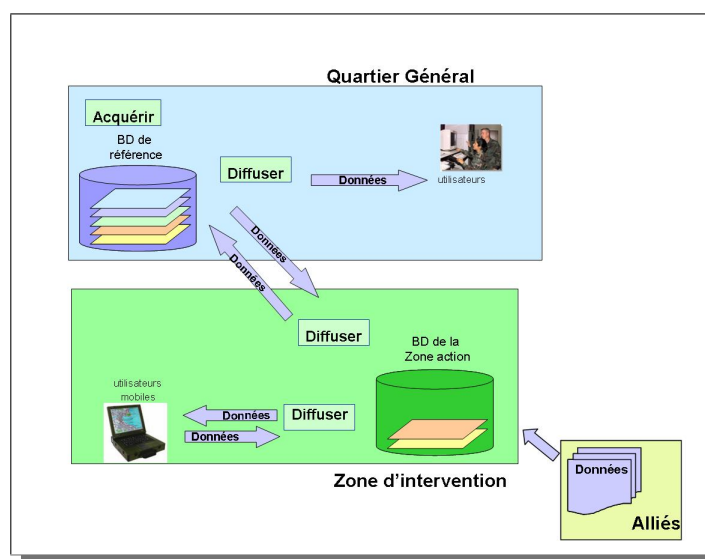 Quartier Général
Acquérir
BD de
référence
Diffuser
Données
utilisateurs
Données
Données
Diffuser
BD de la
Zone action
utilisateurs
mobiles
Données
Diffuser
Données
Zone d'intervention
Données
Alliés